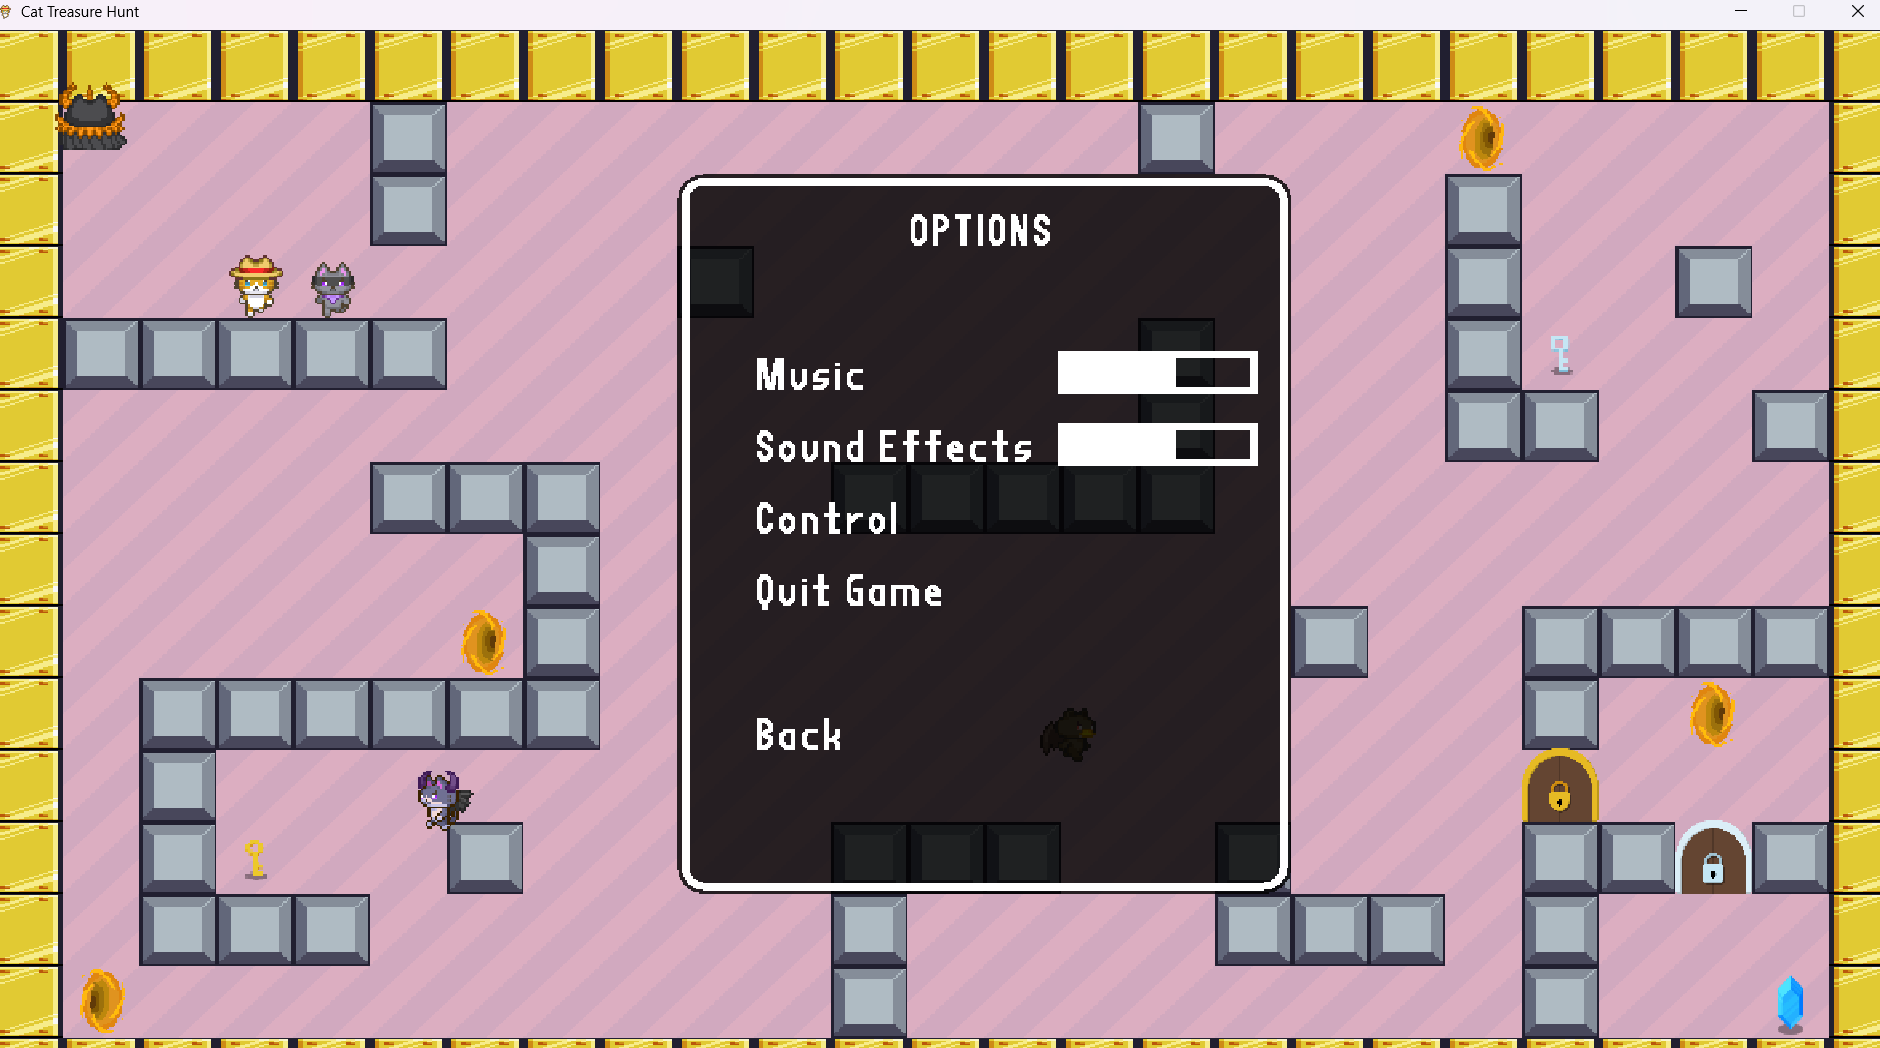 Cat Treasure Hunt
OPTIONS
Music
Sound Effects
Control
Quit Game
Back